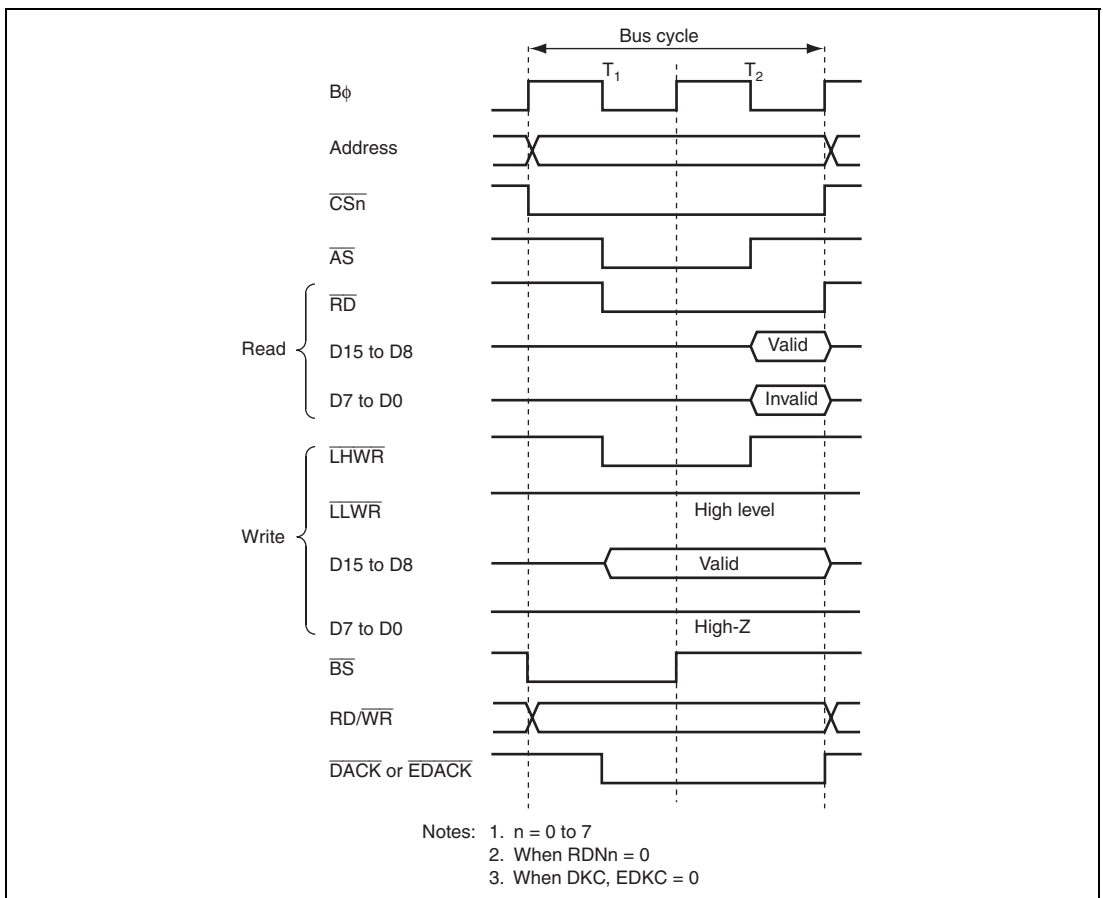 Bus cycle
T1 T2
Bϕ
Address
CSn
AS
RD
Read
D15 to D8 Valid
D7 to D0 Invalid
LHWR
LLWR High level
Write
D15 to D8 Valid
D7 to D0 High-Z
BS
RD/WR
DACK or EDACK
Notes: 1. n = 0 to 7
2. When RDNn = 0
3. When DKC, EDKC = 0